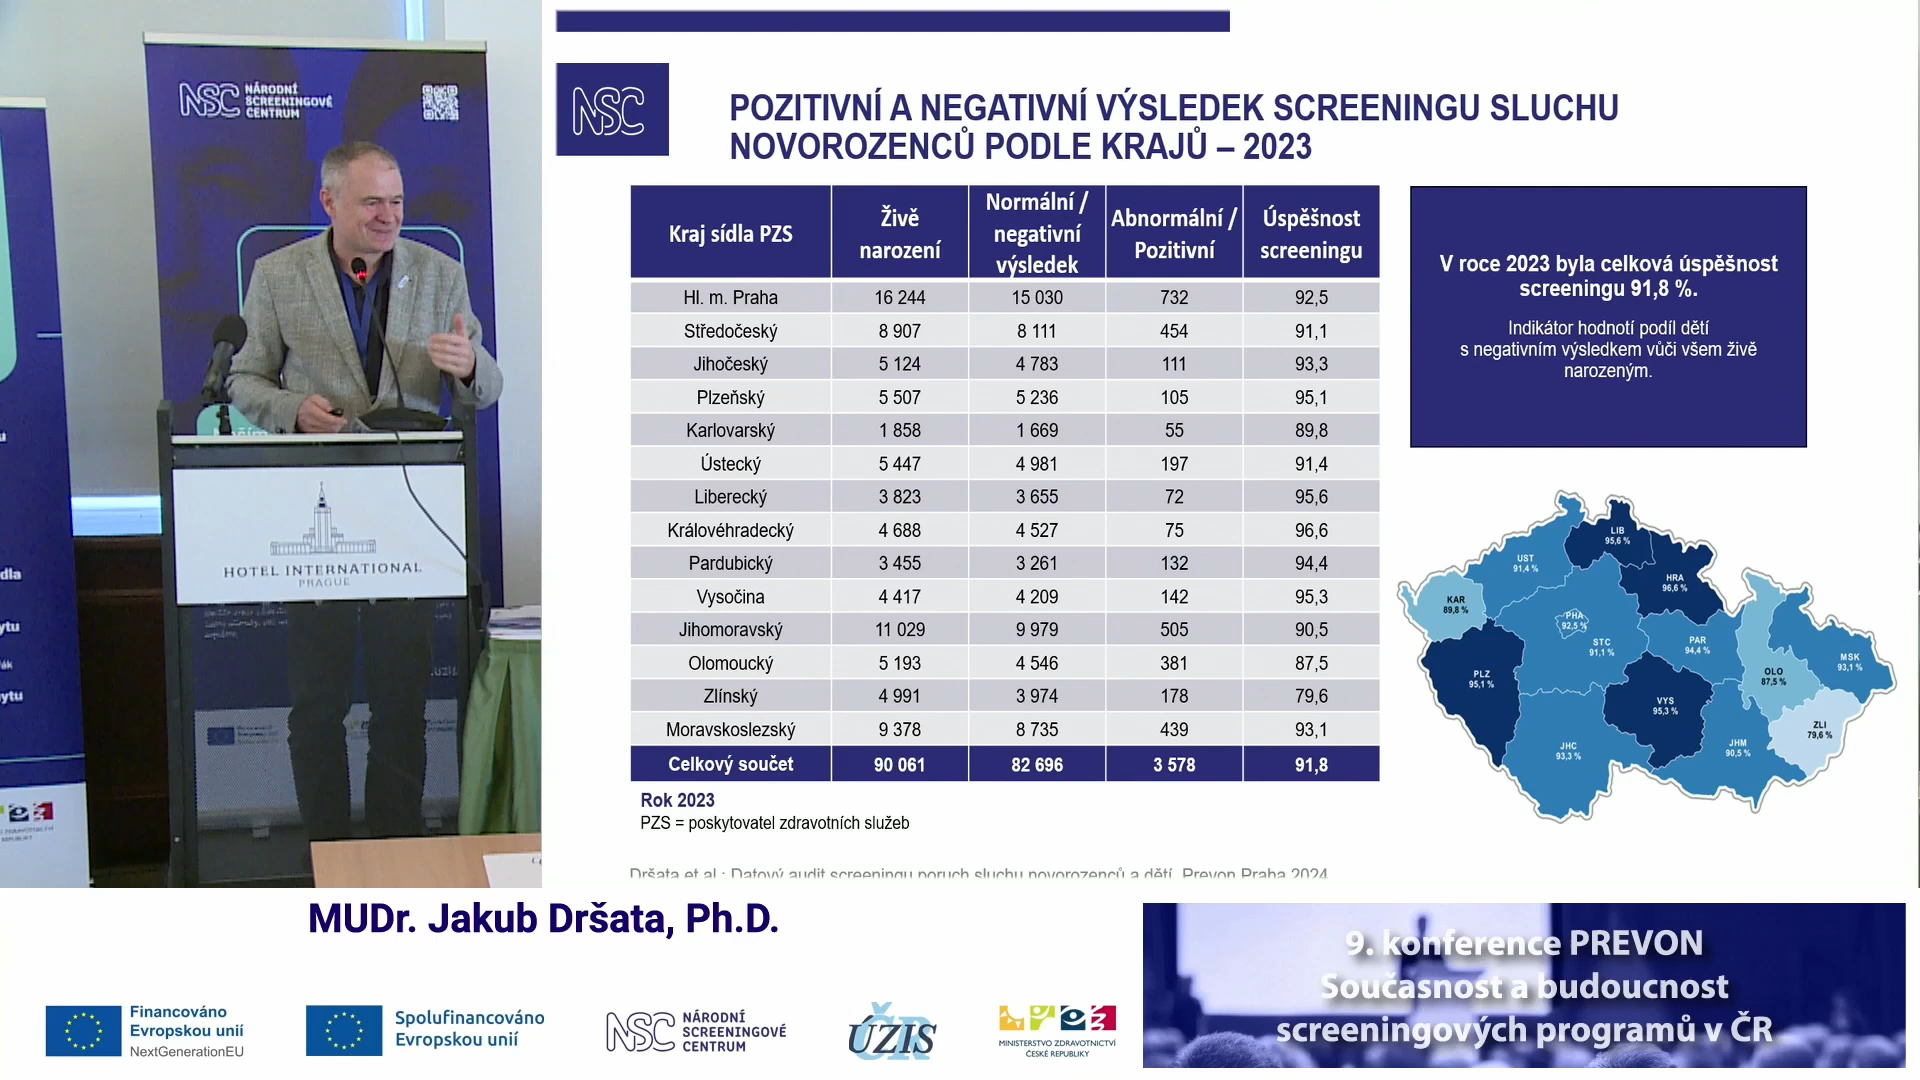 NSC NÁRODNÍ
SCREENINGOVÉ
CENTRUM
HOTEL INTERNATIONAL
PRAGUE
dla
ytu
ytu
NSC
POZITIVNÍ A NEGATIVNÍ VÝSLEDEK SCREENINGU SLUCHU
NOVOROZENCŮ PODLE KRAJŮ – 2023
Kraj sídla PZS Živě narození Normální / negativní výsledek Abnormální / Pozitivní Úspěšnost screeningu
Hl. m. Praha 16 244 15 030 732 92,5
Středočeský 8 907 8 111 454 91,1
Jihočeský 5 124 4 783 111 93,3
Plzeňský 5 507 5 236 105 95,1
Karlovarský 1 858 1 669 55 89,8
Ústecký 5 447 4 981 197 91,4
Liberecký 3 823 3 655 72 95,6
Královéhradecký 4 688 4 527 75 96,6
Pardubický 3 455 3 261 132 94,4
Vysočina 4 417 4 209 142 95,3
Jihomoravský 11 029 9 979 505 90,5
Olomoucký 5 193 4 546 381 87,5
Zlínský 4 991 3 974 178 79,6
Moravskoslezský 9 378 8 735 439 93,1
Celkový součet 90 061 82 696 3 578 91,8
Rok 2023
PZS = poskytovatel zdravotních služeb
Dršata et al.: Datový audit screeningu poruch sluchu novorozenců a dětí. Prevon Praha 2024
V roce 2023 byla celková úspěšnost
screeningu 91,8 %.
Indikátor hodnotí podíl dětí
s negativním výsledkem vůči všem živě
narozeným.
LIB
95,6 %
UST
91,4 %
HRA
96,6 %
KAR
89,8 %
PHA
92,5 %
STC
91,1 %
PAR
94,4 %
MSK
93,1 %
PLZ
95,1 %
OLO
87,5 %
VYS
95,3 %
ZLI
79,6 %
JHC
93,3 %
JHM
90,5 %
MUDr. Jakub Dršata, Ph.D.
Financováno
Evropskou unií
NextGenerationEU
Spolufinancováno
Evropskou unií
NSC NÁRODNÍ
SCREENINGOVÉ
CENTRUM
ÚZIS
ČR
MINISTERSTVO ZDRAVOTNICTVÍ
ČESKÉ REPUBLIKY
9. konference PREVON
Současnost a budoucnost
screeningových programů v ČR